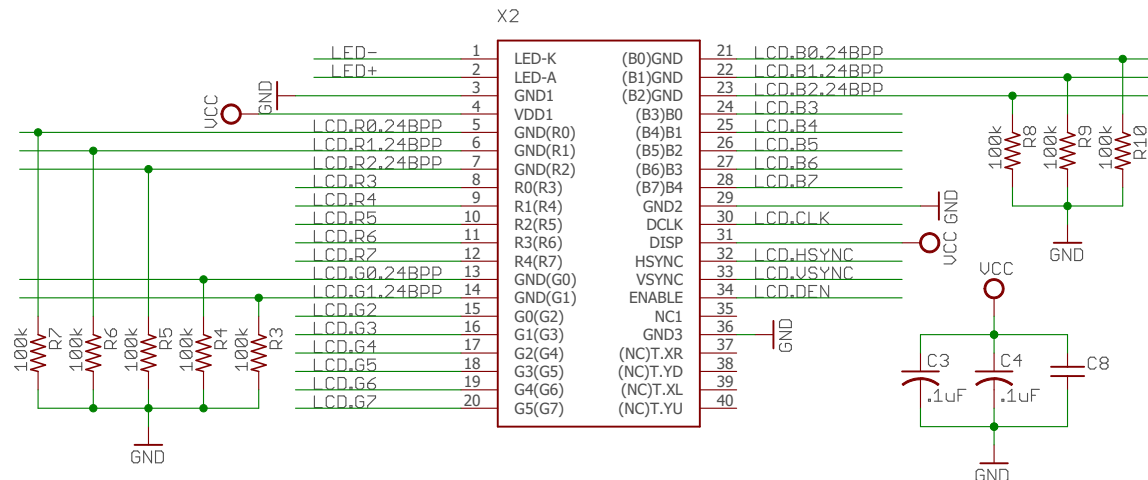 X2
LED- 1 LED-K
LED+ 2 LED-A
GND 3 GND1
VCC 4 VDD1
LCD.R0.24BPP 5 GND(R0)
LCD.R1.24BPP 6 GND(R1)
LCD.R2.24BPP 7 GND(R2)
LCD.R3 8 R0(R3)
LCD.R4 9 R1(R4)
LCD.R5 10 R2(R5)
LCD.R6 11 R3(R6)
LCD.R7 12 R4(R7)
LCD.G0.24BPP 13 GND(G0)
LCD.G1.24BPP 14 GND(G1)
LCD.G2 15 G0(G2)
LCD.G3 16 G1(G3)
LCD.G4 17 G2(G4)
LCD.G5 18 G3(G5)
LCD.G6 19 G4(G6)
LCD.G7 20 G5(G7)
100k R7
100k R6
100k R5
100k R4
100k R3
GND
(B0)GND 21 LCD.B0.24BPP
(B1)GND 22 LCD.B1.24BPP
(B2)GND 23 LCD.B2.24BPP
(B3)B0 24 LCD.B3
(B4)B1 25 LCD.B4
(B5)B2 26 LCD.B5
(B6)B3 27 LCD.B6
(B7)B4 28 LCD.B7
GND2 29 GND
DCLK 30 LCD.CLK
DISP 31 VCC
HSYNC 32 LCD.HSYNC
VSYNC 33 LCD.VSYNC
ENABLE 34 LCD.DEN
NC1 35
GND3 36 GND
(NC)T.XR 37
(NC)T.YD 38
(NC)T.XL 39
(NC)T.YU 40
100k R8
100k R9
100k R10
GND
VCC
C3 C4 C8
.1uF .1uF
GND